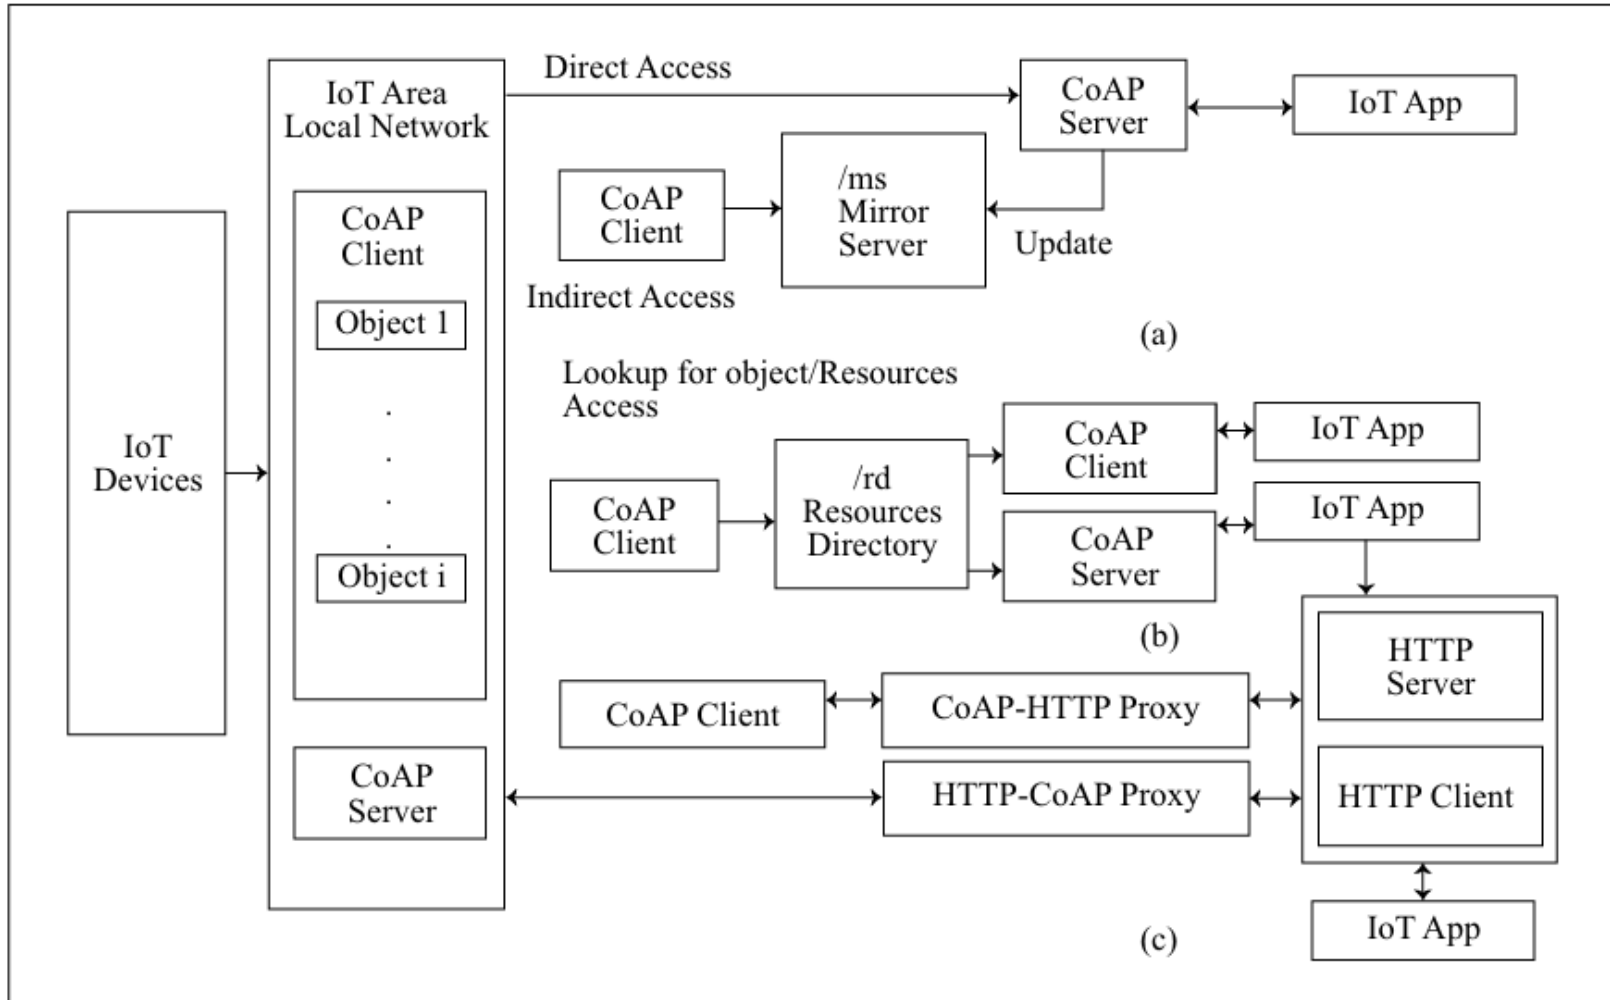 IoT
Devices
IoT Area
Local Network
CoAP
Client
Object 1
Object i
CoAP
Server
Direct Access
CoAP
Server
IoT App
CoAP
Client
/ms
Mirror
Server
Update
Indirect Access
(a)
Lookup for object/Resources
Access
CoAP
Client
/rd
Resources
Directory
CoAP
Client
IoT App
CoAP
Server
IoT App
(b)
CoAP Client
CoAP-HTTP Proxy
HTTP
Server
HTTP-CoAP Proxy
HTTP Client
IoT App
(c)